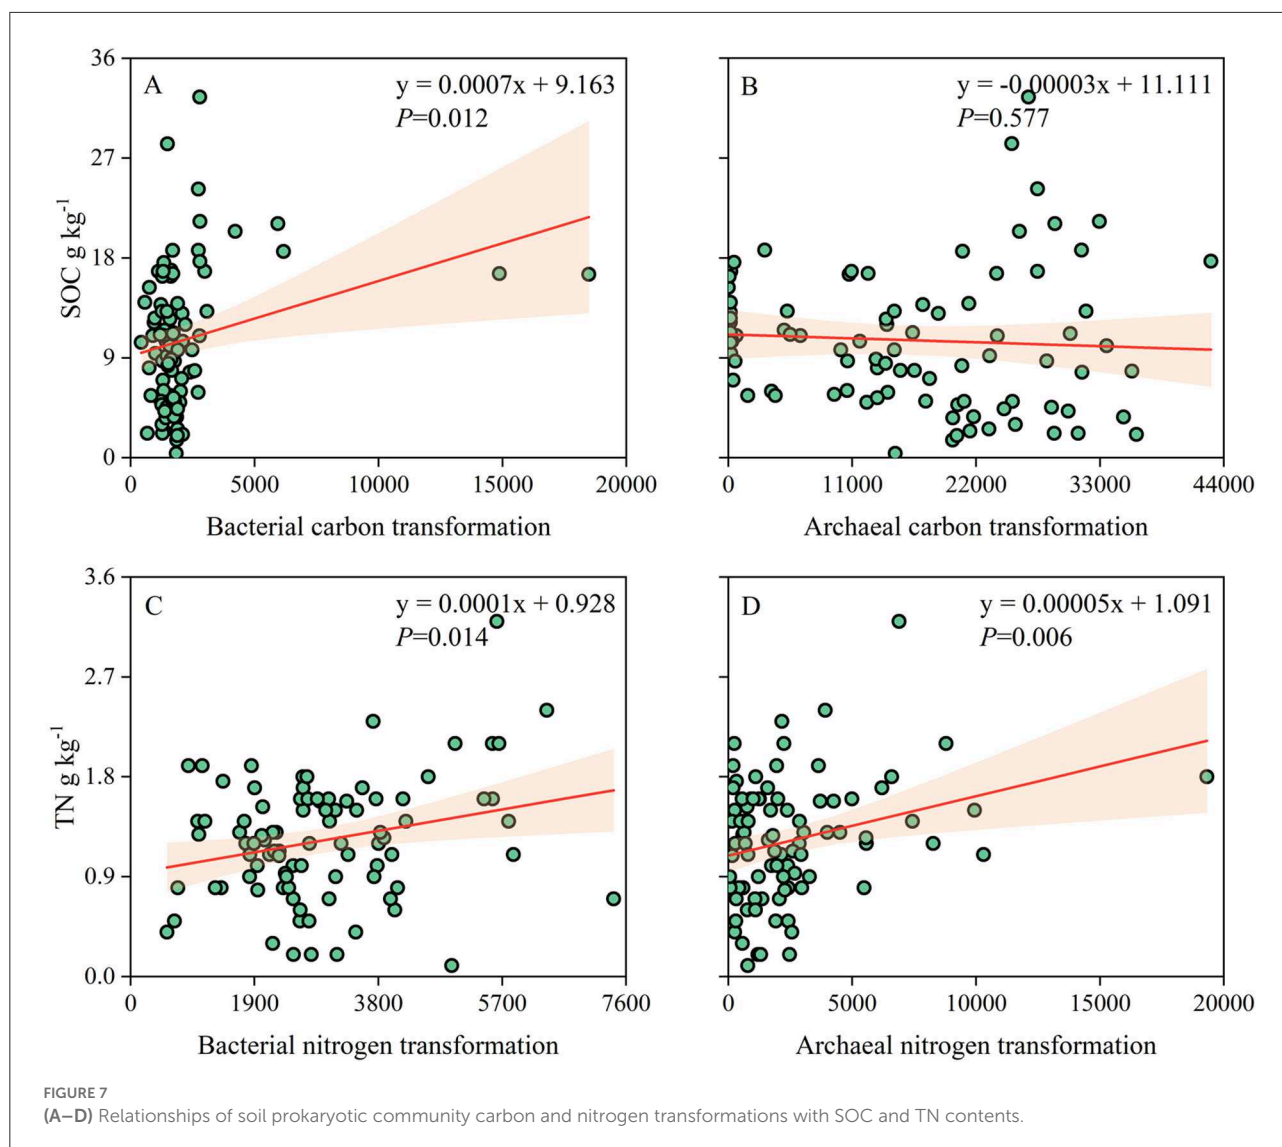 A
y = 0.0007x + 9.163
P=0.012
36
27
18
9
0
SOC g kg-1
0 5000 10000 15000 20000
Bacterial carbon transformation
B
y = -0.00003x + 11.111
P=0.577
0 11000 22000 33000 44000
Archaeal carbon transformation
C
y = 0.0001x + 0.928
P=0.014
3.6
2.7
1.8
0.9
0.0
TN g kg-1
0 1900 3800 5700 7600
Bacterial nitrogen transformation
D
y = 0.00005x + 1.091
P=0.006
0 5000 10000 15000 20000
Archaeal nitrogen transformation
FIGURE 7
(A–D) Relationships of soil prokaryotic community carbon and nitrogen transformations with SOC and TN contents.